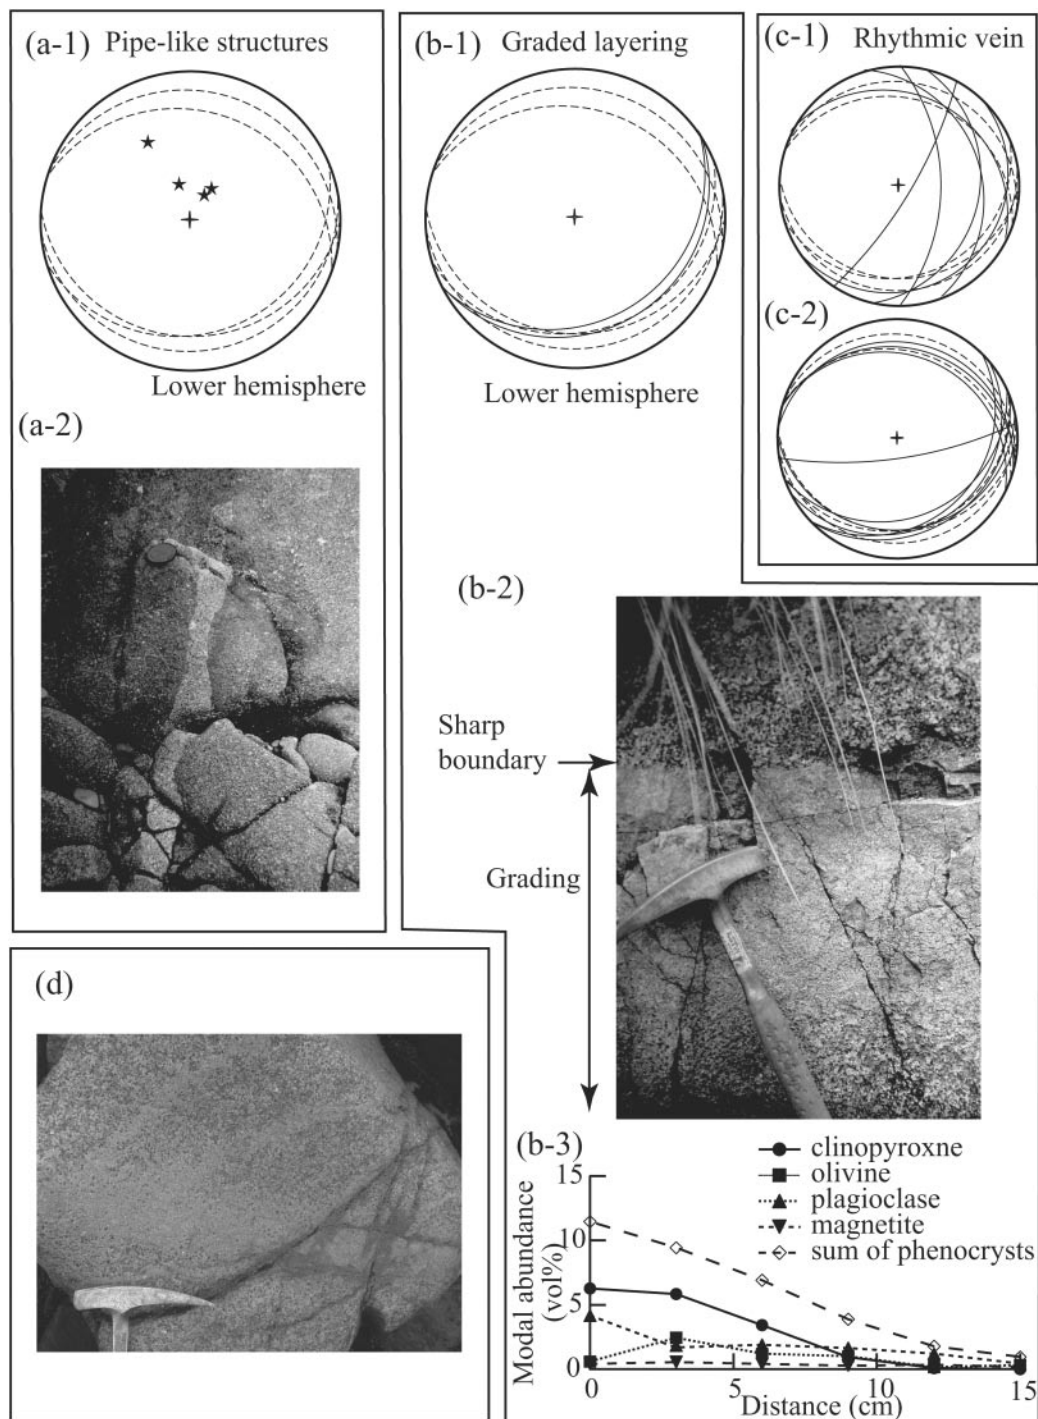 (a-1) Pipe-like structures
Lower hemisphere
(a-2)
(b-1) Graded layering
Lower hemisphere
(c-1) Rhythmic vein
(c-2)
(b-2)
Sharp
boundary
Grading
(d)
(b-3)
clinopyroxne
olivine
plagioclase
magnetite
sum of phenocrysts
Modal abundance
(vol%)
15
10
5
0
0 5 10 15
Distance (cm)